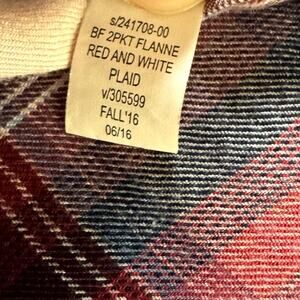 s/241708-00
BF 2PKT FLANNE
RED AND WHITE
PLAID
v/305599
FALL'16
06/16